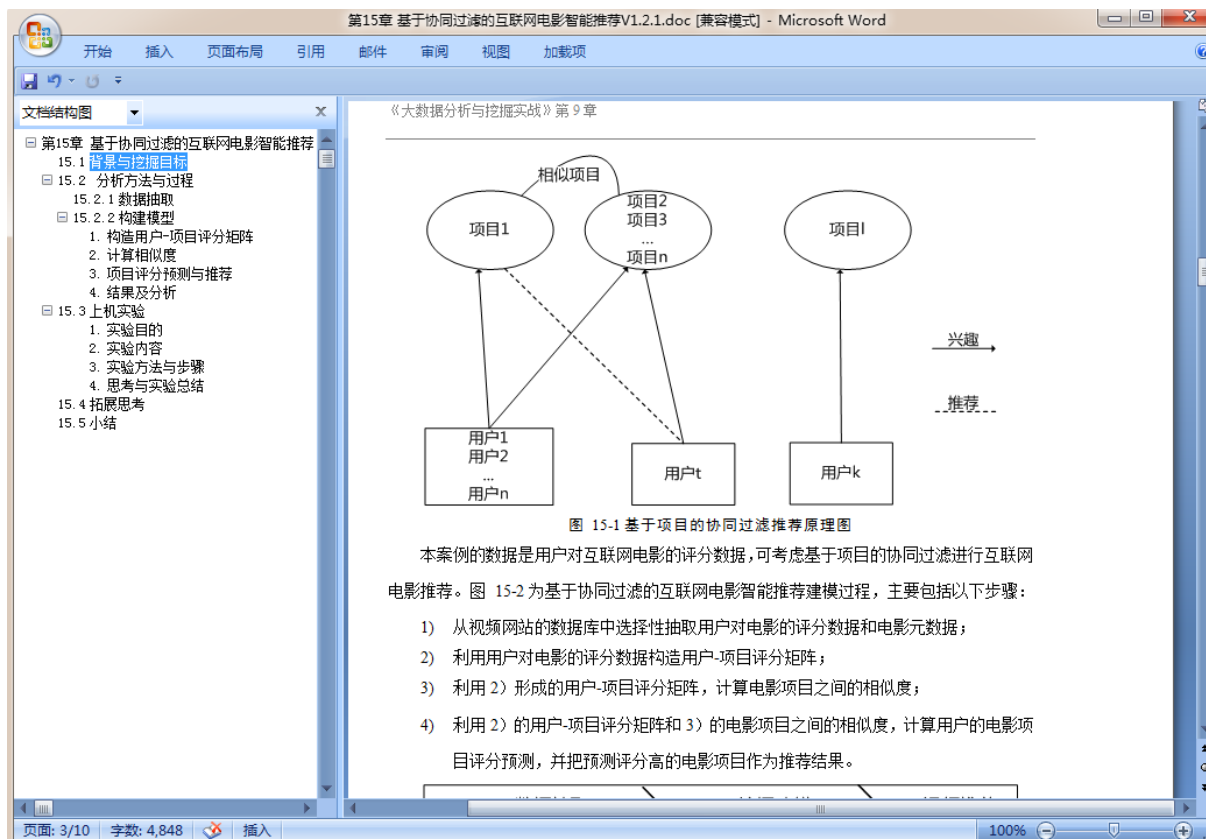 第15章 基于协同过滤的互联网电影智能推荐V1.2.1.doc [兼容模式] - Microsoft Word
开始 插入 页面布局 引用 邮件 审阅 视图 加载项
文档结构图
第15章 基于协同过滤的互联网电影智能推荐
15.1 背景与挖掘目标
15.2 分析方法与过程
15.2.1 数据抽取
15.2.2 构建模型
1. 构造用户-项目评分矩阵
2. 计算相似度
3. 项目评分预测与推荐
4. 结果及分析
15.3 上机实验
1. 实验目的
2. 实验内容
3. 实验方法与步骤
4. 思考与实验总结
15.4 拓展思考
15.5 小结
《大数据分析与挖掘实战》第 9 章
相似项目
项目1
项目2
项目3
...
项目n
项目l
兴趣
推荐
用户1
用户2
...
用户n
用户t
用户k
图 15-1 基于项目的协同过滤推荐原理图
本案例的数据是用户对互联网电影的评分数据，可考虑基于项目的协同过滤进行互联网
电影推荐。图 15-2 为基于协同过滤的互联网电影智能推荐建模过程，主要包括以下步骤：
1) 从视频网站的数据库中选择性抽取用户对电影的评分数据和电影元数据；
2) 利用用户对电影的评分数据构造用户-项目评分矩阵；
3) 利用 2）形成的用户-项目评分矩阵，计算电影项目之间的相似度；
4) 利用 2）的用户-项目评分矩阵和 3）的电影项目之间的相似度，计算用户的电影项
目评分预测，并把预测评分高的电影项目作为推荐结果。
页面: 3/10 字数: 4,848 插入 100%